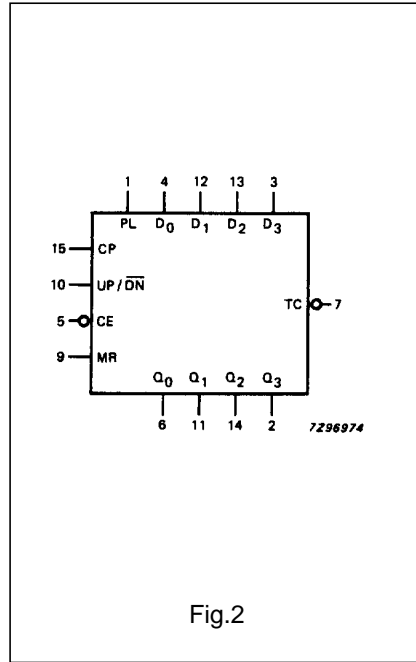 1 4 12 13 3
PL D0 D1 D2 D3
15 CP
10 UP/D̅N̅
TC 7
5 CE
9 MR
Q0 Q1 Q2 Q3
6 11 14 2
7Z96974
Fig.2